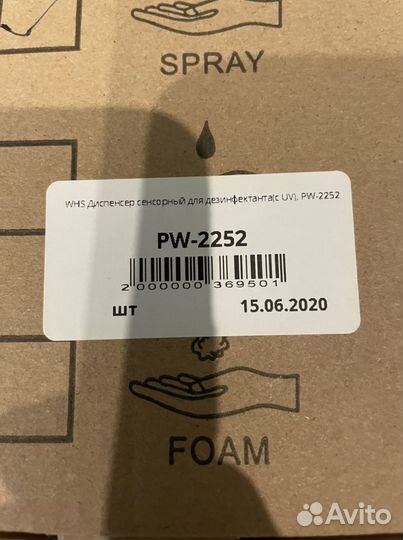 SPRAY
WHS Диспенсер сенсорный для дезинфектанта(с UV), PW-2252
PW-2252
2 000000 369501
шт 15.06.2020
FOAM
Avito